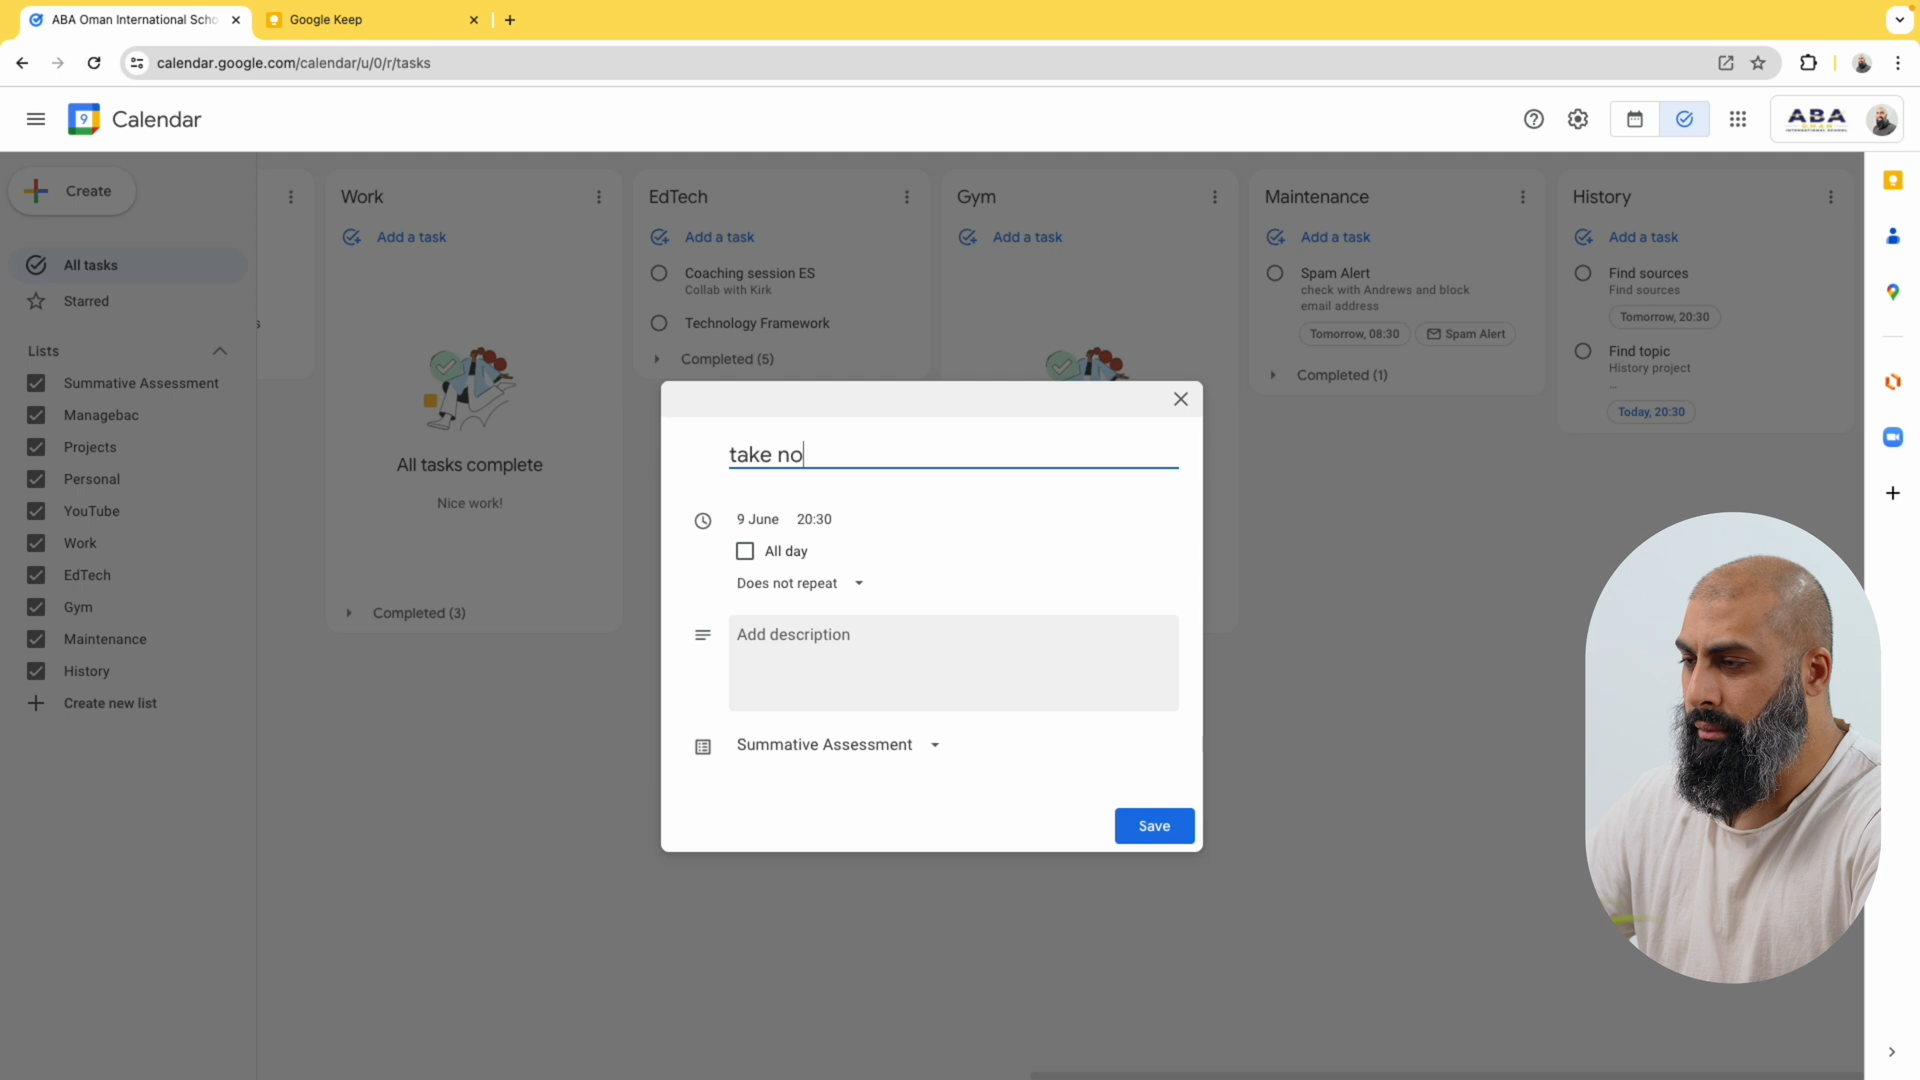 ABA Oman International Scho
Google Keep
calendar.google.com/calendar/u/0/r/tasks
9
Calendar
ABA
OMAN
INTERNATIONAL SCHOOL
Create
All tasks
Starred
Lists
Summative Assessment
Managebac
Projects
Personal
YouTube
Work
EdTech
Gym
Maintenance
History
Create new list
s
Work
Add a task
All tasks complete
Nice work!
Completed (3)
EdTech
Add a task
Coaching session ES
Collab with Kirk
Technology Framework
Completed (5)
Gym
Add a task
Maintenance
Add a task
Spam Alert
check with Andrews and block
email address
Tomorrow, 08:30
Spam Alert
Completed (1)
History
Add a task
Find sources
Find sources
Tomorrow, 20:30
Find topic
History project
...
Today, 20:30
take no
9 June 20:30
All day
Does not repeat
Add description
Summative Assessment
Save